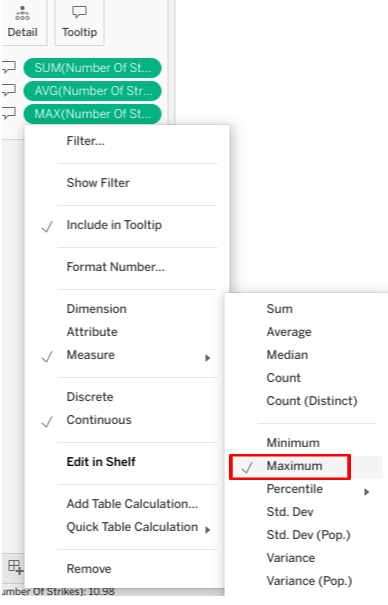 Detail Tooltip
SUM(Number Of St...
AVG(Number Of Str...
MAX(Number Of St...
Filter...
Show Filter
Include in Tooltip
Format Number...
Dimension
Attribute
Measure
Discrete
Continuous
Edit in Shelf
Add Table Calculation...
Quick Table Calculation
Remove
Sum
Average
Median
Count
Count (Distinct)
Minimum
Maximum
Percentile
Std. Dev
Std. Dev (Pop.)
Variance
Variance (Pop.)
umber Of Strikes): 10.98